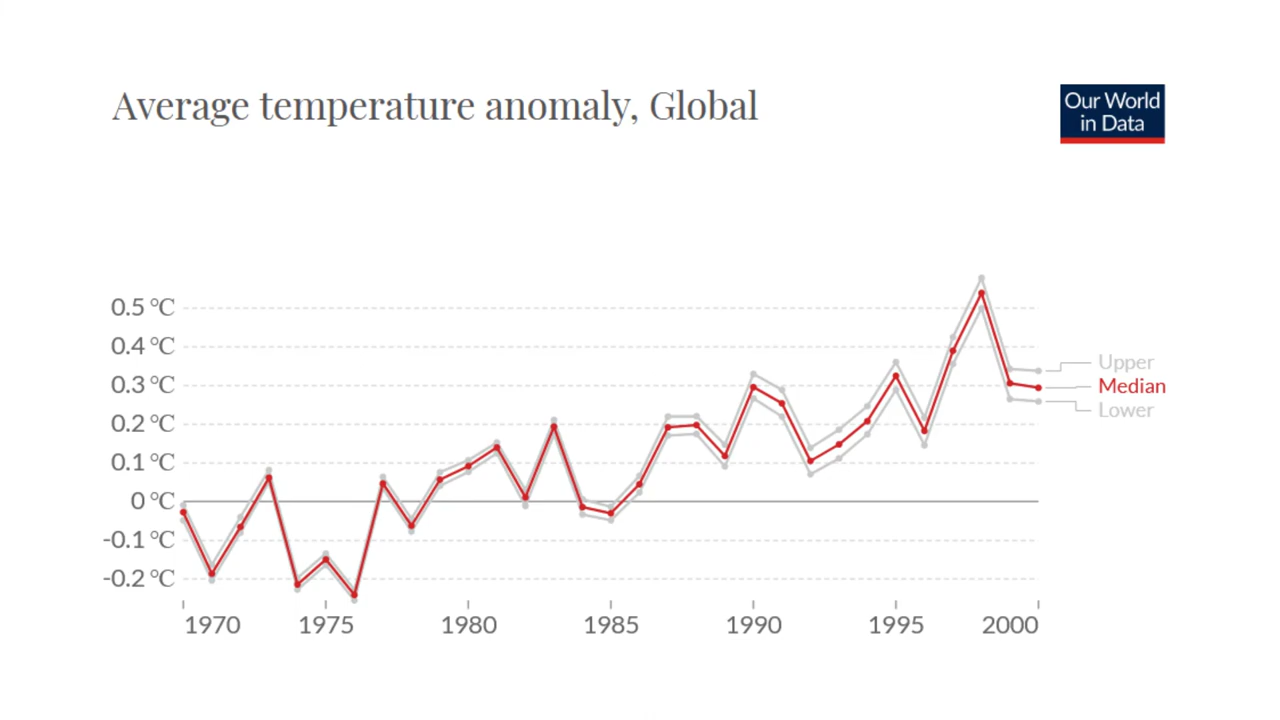 Average temperature anomaly, Global
Our World
in Data
0.5 °C
0.4 °C
0.3 °C
0.2 °C
0.1 °C
0 °C
-0.1 °C
-0.2 °C
Upper
Median
Lower
1970 1975 1980 1985 1990 1995 2000